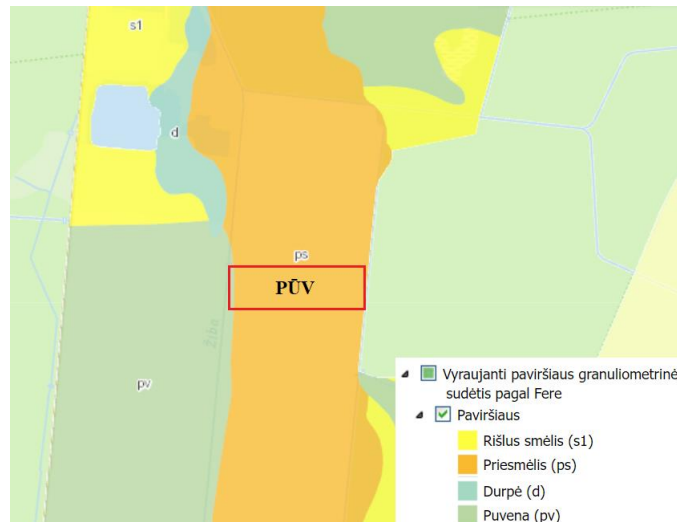 s1
d
ps
PŪV
Žiba
pv
Vyraujanti paviršiaus granuliometrinė
sudėtis pagal Fere
Paviršiaus
Rišlus smėlis (s1)
Priesmėlis (ps)
Durpė (d)
Puvena (pv)